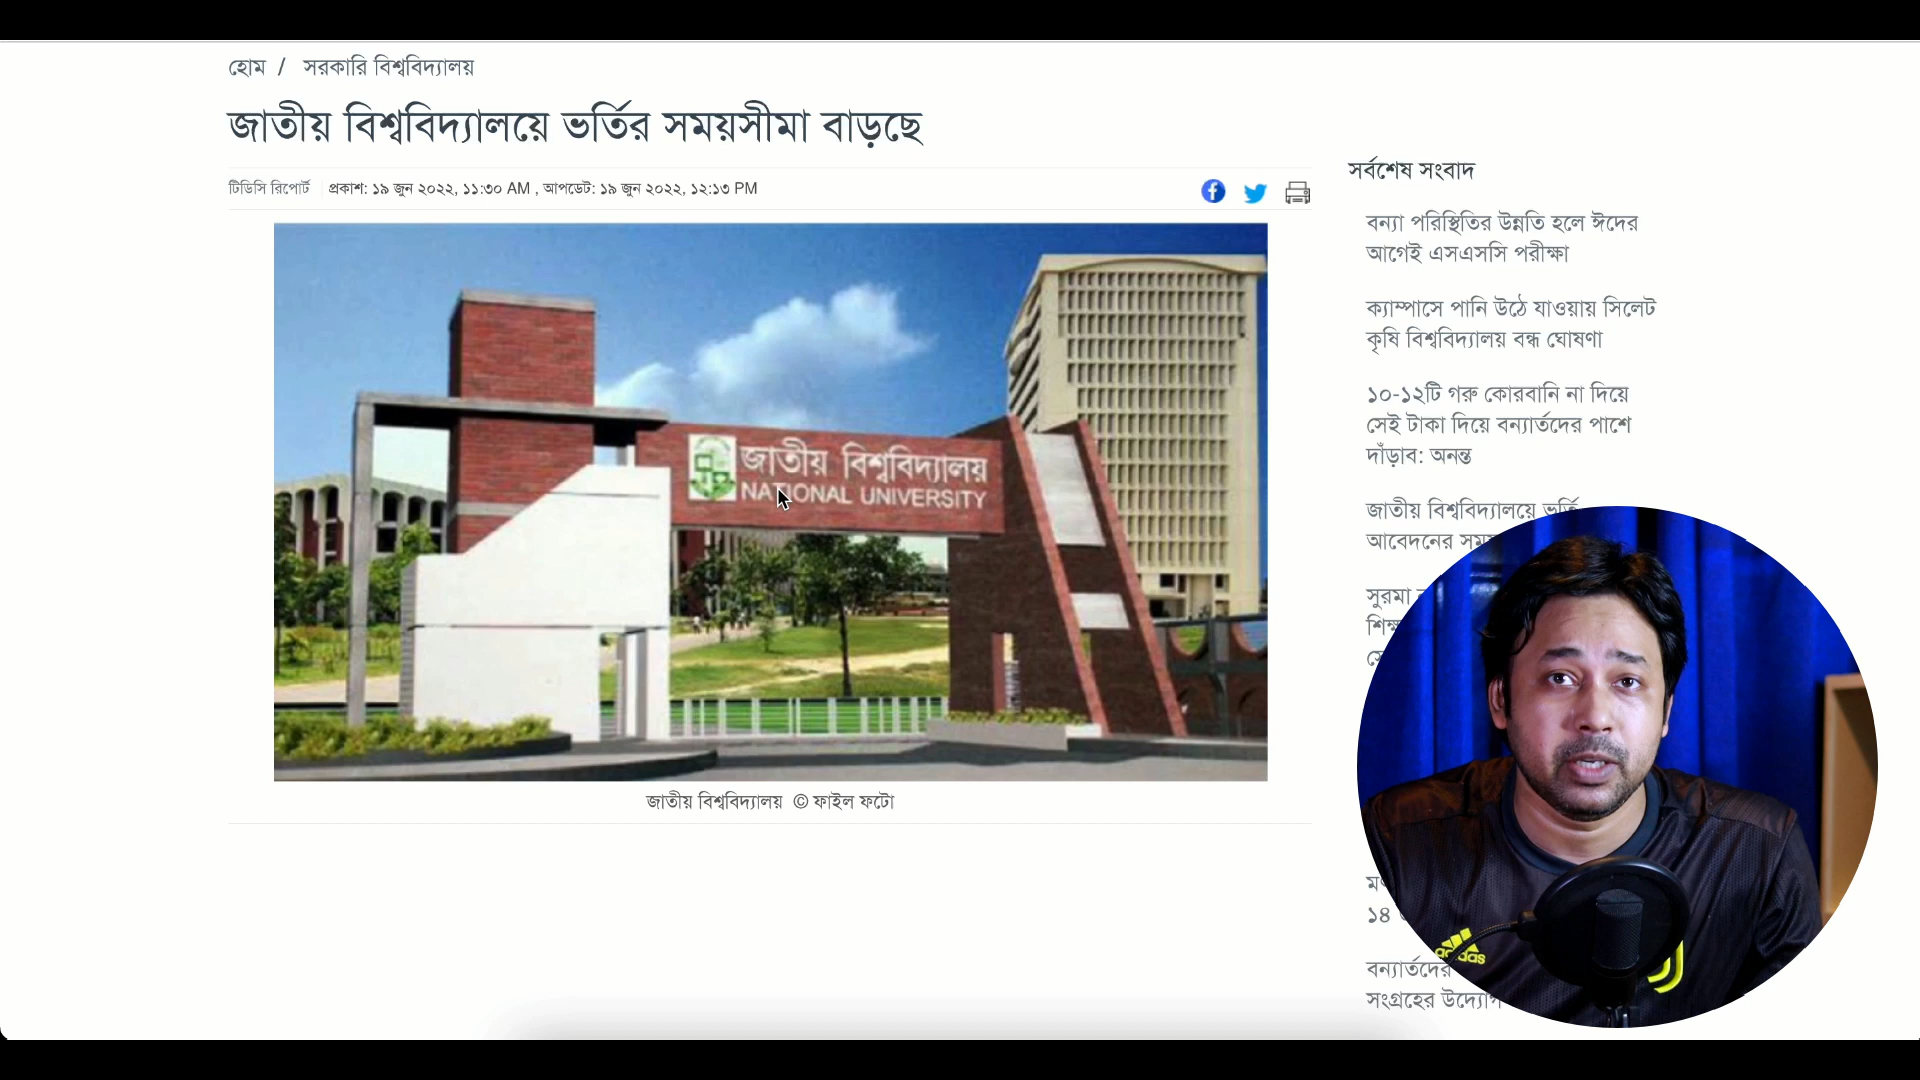 হোম / সরকারি বিশ্ববিদ্যালয়
জাতীয় বিশ্ববিদ্যালয়ে ভর্তির সময়সীমা বাড়ছে
টিডিসি রিপোর্ট প্রকাশ: ১৯ জুন ২০২২, ১১:৩০ AM , আপডেট: ১৯ জুন ২০২২, ১২:১৩ PM
জাতীয় বিশ্ববিদ্যালয়
NATIONAL UNIVERSITY
জাতীয় বিশ্ববিদ্যালয় © ফাইল ফটো
সর্বশেষ সংবাদ
বন্যা পরিস্থিতির উন্নতি হলে ঈদের
আগেই এসএসসি পরীক্ষা
ক্যাম্পাসে পানি উঠে যাওয়ায় সিলেট
কৃষি বিশ্ববিদ্যালয় বন্ধ ঘোষণা
১০-১২টি গরু কোরবানি না দিয়ে
সেই টাকা দিয়ে বন্যার্তদের পাশে
দাঁড়াব: অনন্ত
জাতীয় বিশ্ববিদ্যালয়ে ভর্তি
আবেদনের
সুরমা
১৪
বন্যার্তদের
সংগ্রহের
adidas